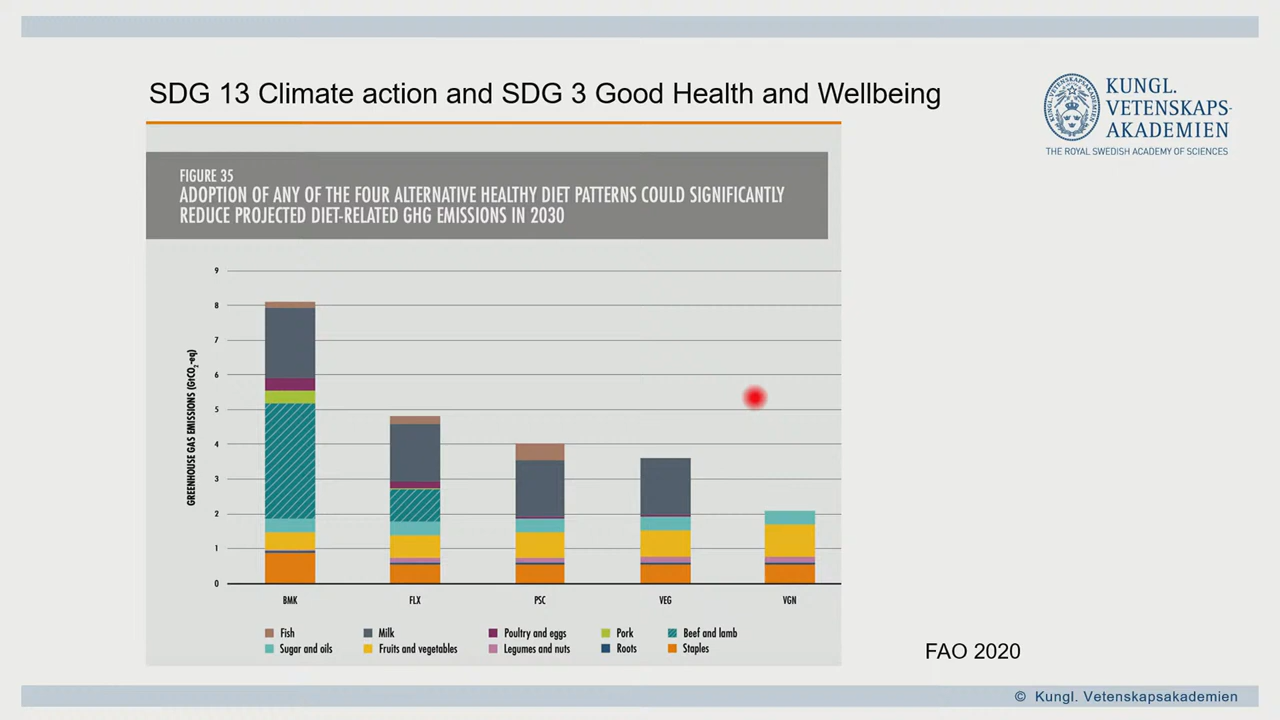 SDG 13 Climate action and SDG 3 Good Health and Wellbeing
KUNGL.
VETENSKAPS-
AKADEMIEN
THE ROYAL SWEDISH ACADEMY OF SCIENCES
FIGURE 35
ADOPTION OF ANY OF THE FOUR ALTERNATIVE HEALTHY DIET PATTERNS COULD SIGNIFICANTLY
REDUCE PROJECTED DIET-RELATED GHG EMISSIONS IN 2030
GREENHOUSE GAS EMISSIONS (GtCO2-eq)
9
8
7
6
5
4
3
2
1
0
BMK FLX PSC VEG VGN
Fish Milk Poultry and eggs Pork Beef and lamb
Sugar and oils Fruits and vegetables Legumes and nuts Roots Staples
FAO 2020
© Kungl. Vetenskapsakademien